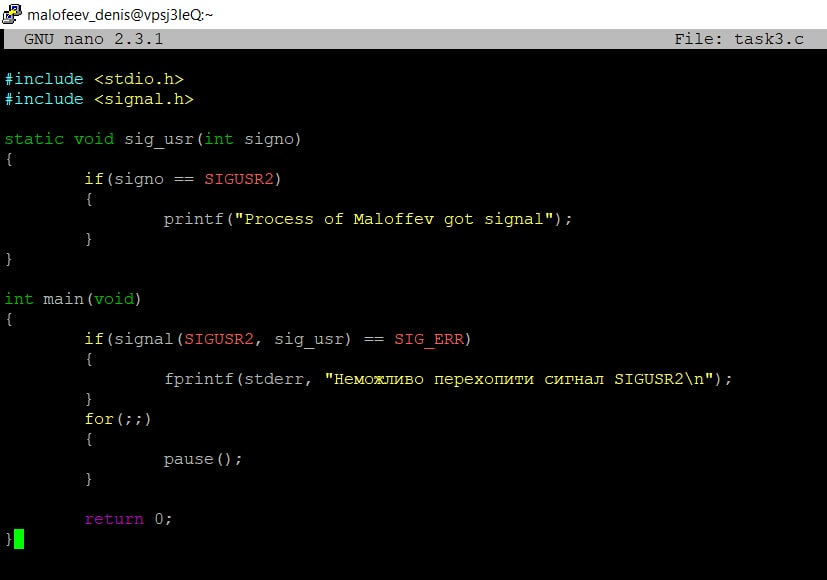 malofeev_denis@vpsj3leQ:~
GNU nano 2.3.1 File: task3.c
#include <stdio.h>
#include <signal.h>
static void sig_usr(int signo)
{
if(signo == SIGUSR2)
{
printf("Process of Maloffev got signal");
}
}
int main(void)
{
if(signal(SIGUSR2, sig_usr) == SIG_ERR)
{
fprintf(stderr, "Неможливо перехопити сигнал SIGUSR2\n");
}
for(;;)
{
pause();
}
return 0;
}